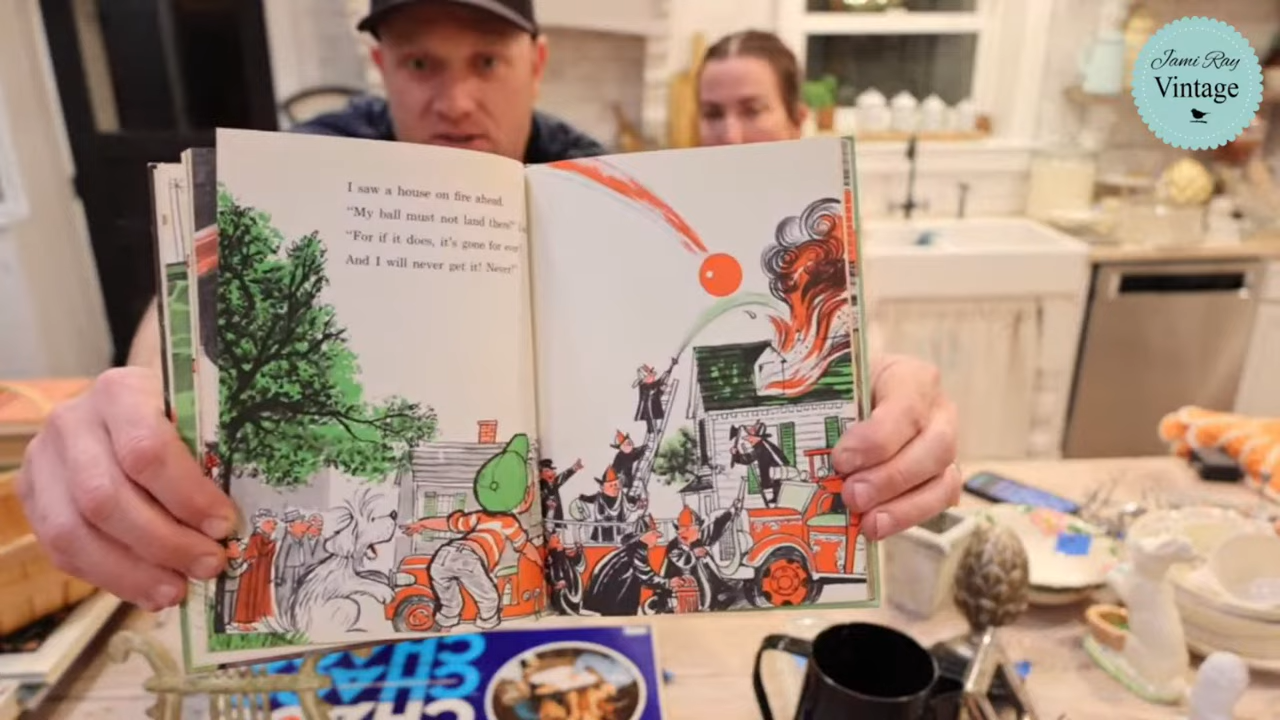 Jami Ray
Vintage
I saw a house on fire ahead.
"My ball must not land there!"
"For if it does, it's gone for ever
And I will never get it! Never!"